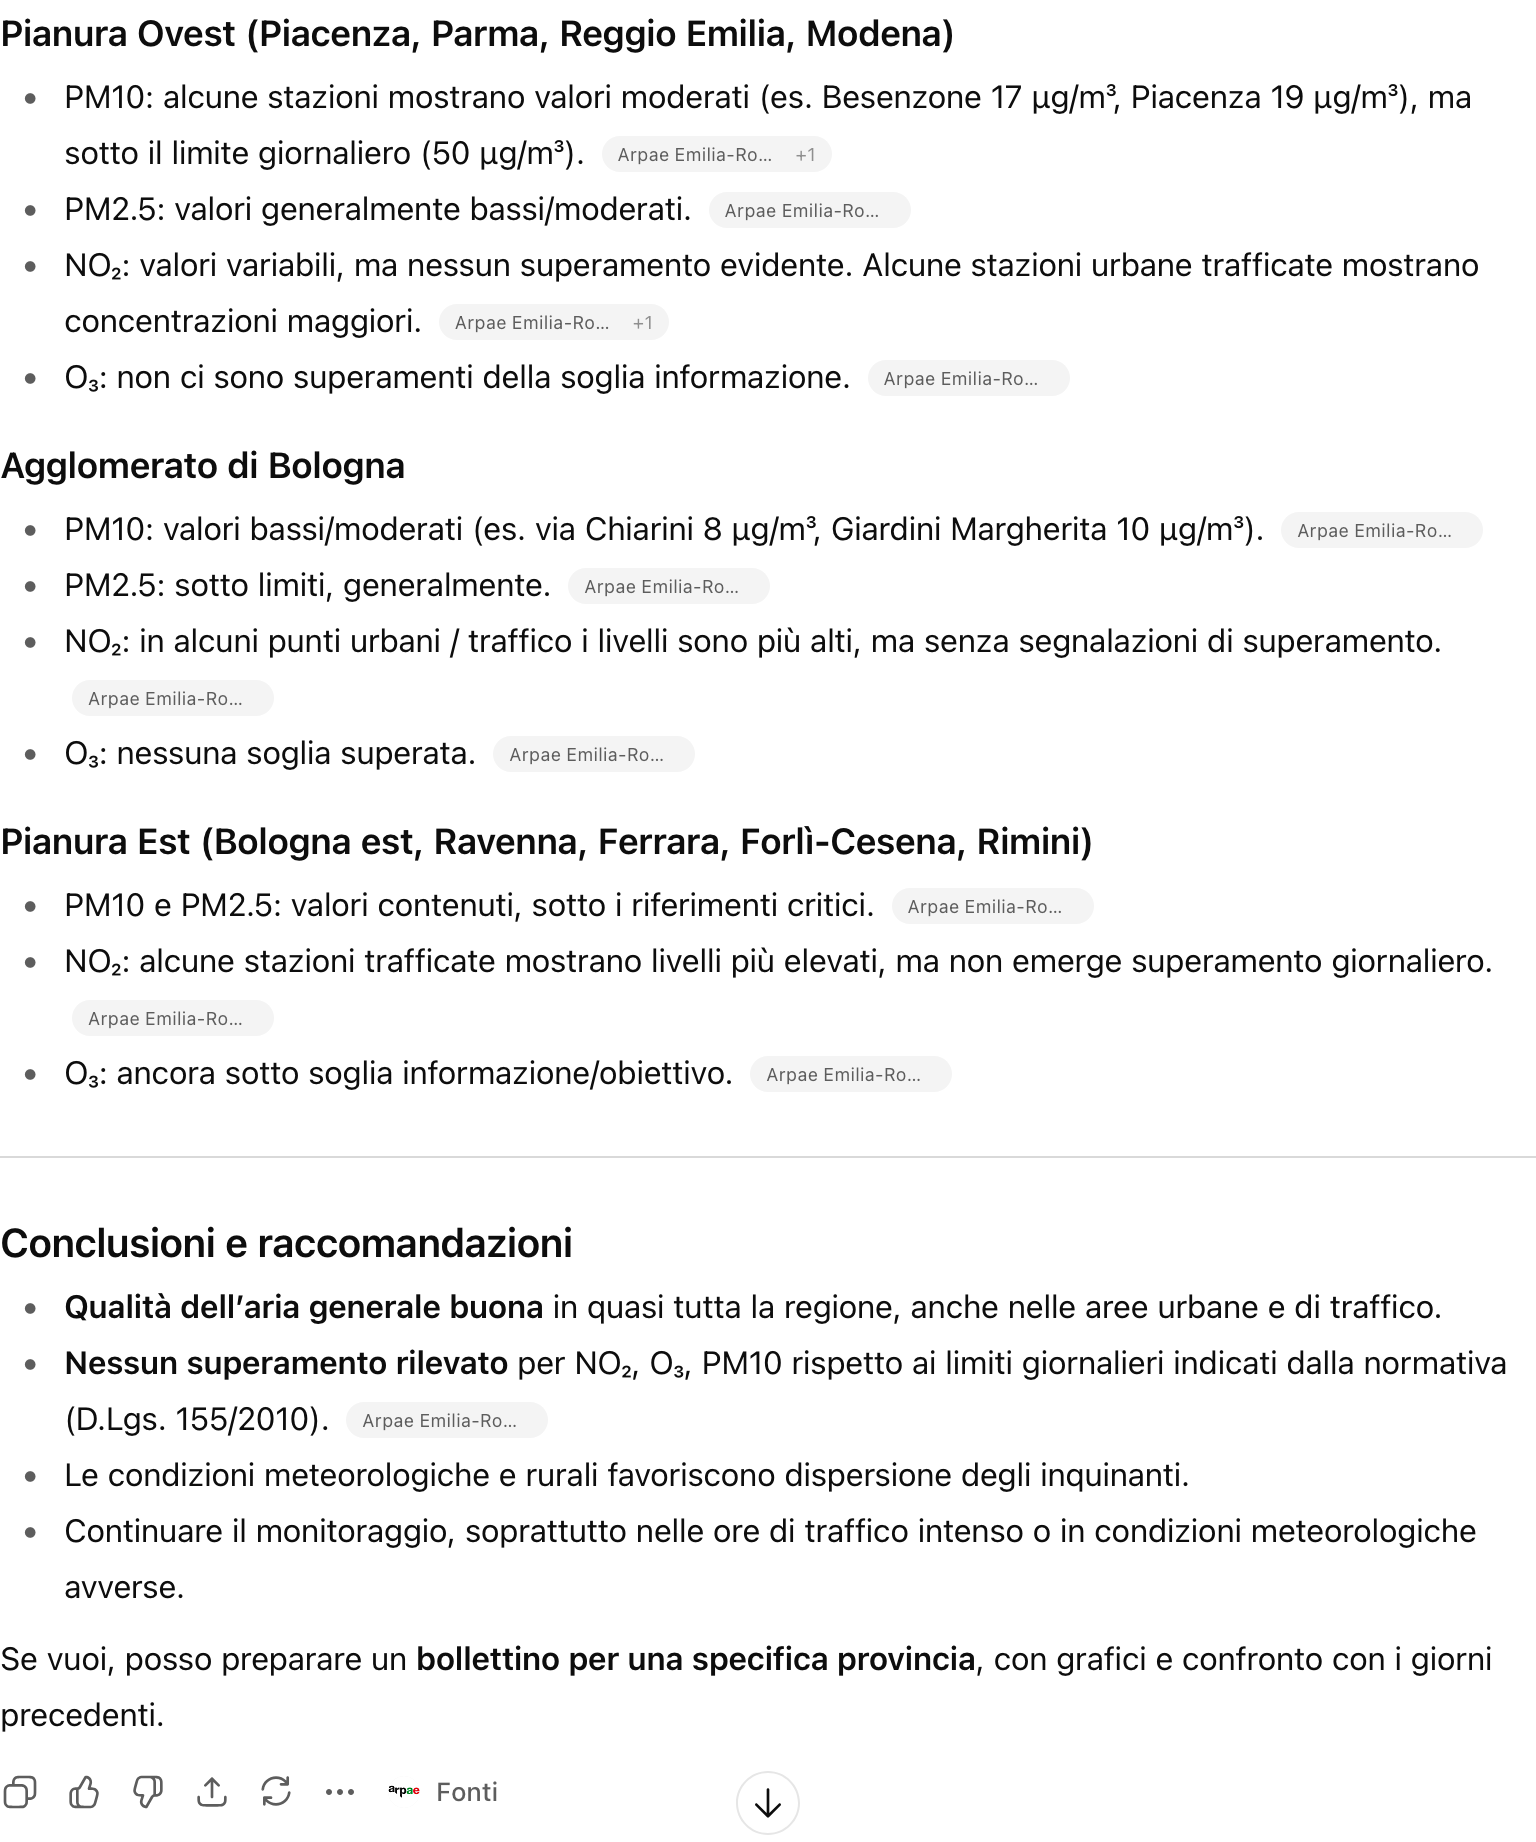 Pianura Ovest (Piacenza, Parma, Reggio Emilia, Modena)
• PM10: alcune stazioni mostrano valori moderati (es. Besenzone 17 µg/m³, Piacenza 19 µg/m³), ma
sotto il limite giornaliero (50 µg/m³). Arpae Emilia-Ro... +1
• PM2.5: valori generalmente bassi/moderati. Arpae Emilia-Ro...
• NO₂: valori variabili, ma nessun superamento evidente. Alcune stazioni urbane trafficate mostrano
concentrazioni maggiori. Arpae Emilia-Ro... +1
• O₃: non ci sono superamenti della soglia informazione. Arpae Emilia-Ro...
Agglomerato di Bologna
• PM10: valori bassi/moderati (es. via Chiarini 8 µg/m³, Giardini Margherita 10 µg/m³). Arpae Emilia-Ro...
• PM2.5: sotto limiti, generalmente. Arpae Emilia-Ro...
• NO₂: in alcuni punti urbani / traffico i livelli sono più alti, ma senza segnalazioni di superamento.
Arpae Emilia-Ro...
• O₃: nessuna soglia superata. Arpae Emilia-Ro...
Pianura Est (Bologna est, Ravenna, Ferrara, Forlì-Cesena, Rimini)
• PM10 e PM2.5: valori contenuti, sotto i riferimenti critici. Arpae Emilia-Ro...
• NO₂: alcune stazioni trafficate mostrano livelli più elevati, ma non emerge superamento giornaliero.
Arpae Emilia-Ro...
• O₃: ancora sotto soglia informazione/obiettivo. Arpae Emilia-Ro...
Conclusioni e raccomandazioni
• Qualità dell’aria generale buona in quasi tutta la regione, anche nelle aree urbane e di traffico.
• Nessun superamento rilevato per NO₂, O₃, PM10 rispetto ai limiti giornalieri indicati dalla normativa
(D.Lgs. 155/2010). Arpae Emilia-Ro...
• Le condizioni meteorologiche e rurali favoriscono dispersione degli inquinanti.
• Continuare il monitoraggio, soprattutto nelle ore di traffico intenso o in condizioni meteorologiche
avverse.
Se vuoi, posso preparare un bollettino per una specifica provincia, con grafici e confronto con i giorni
precedenti.
arpae Fonti